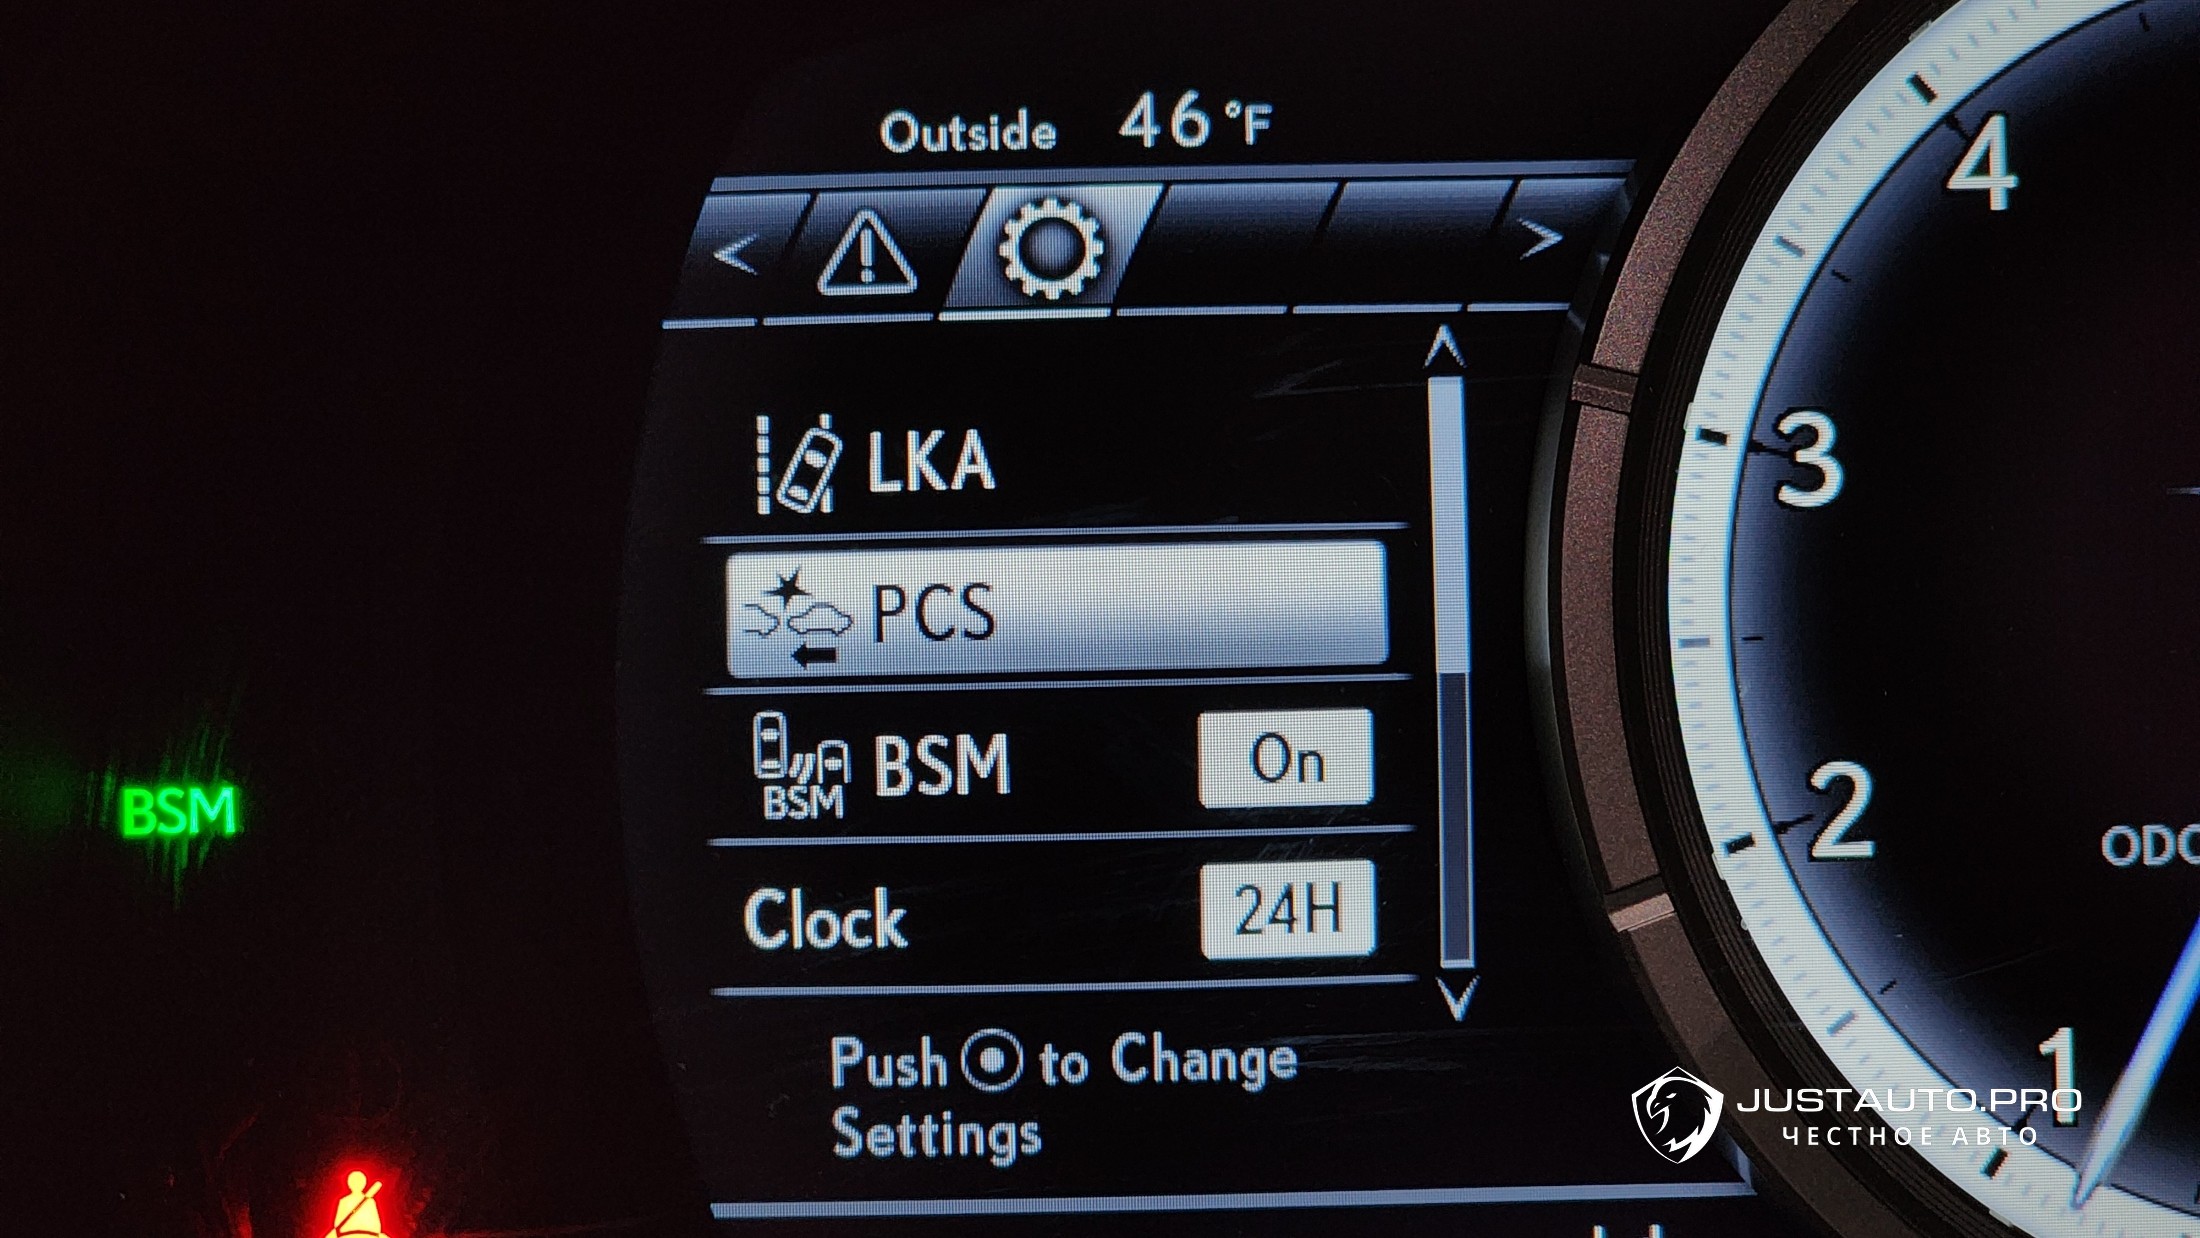 Outside 46 °F
LKA
PCS
BSM On
BSM
Clock 24H
Push to Change
Settings
BSM
4
3
2
1
JUSTAUTO.PRO
ЧЕСТНОЕ АВТО